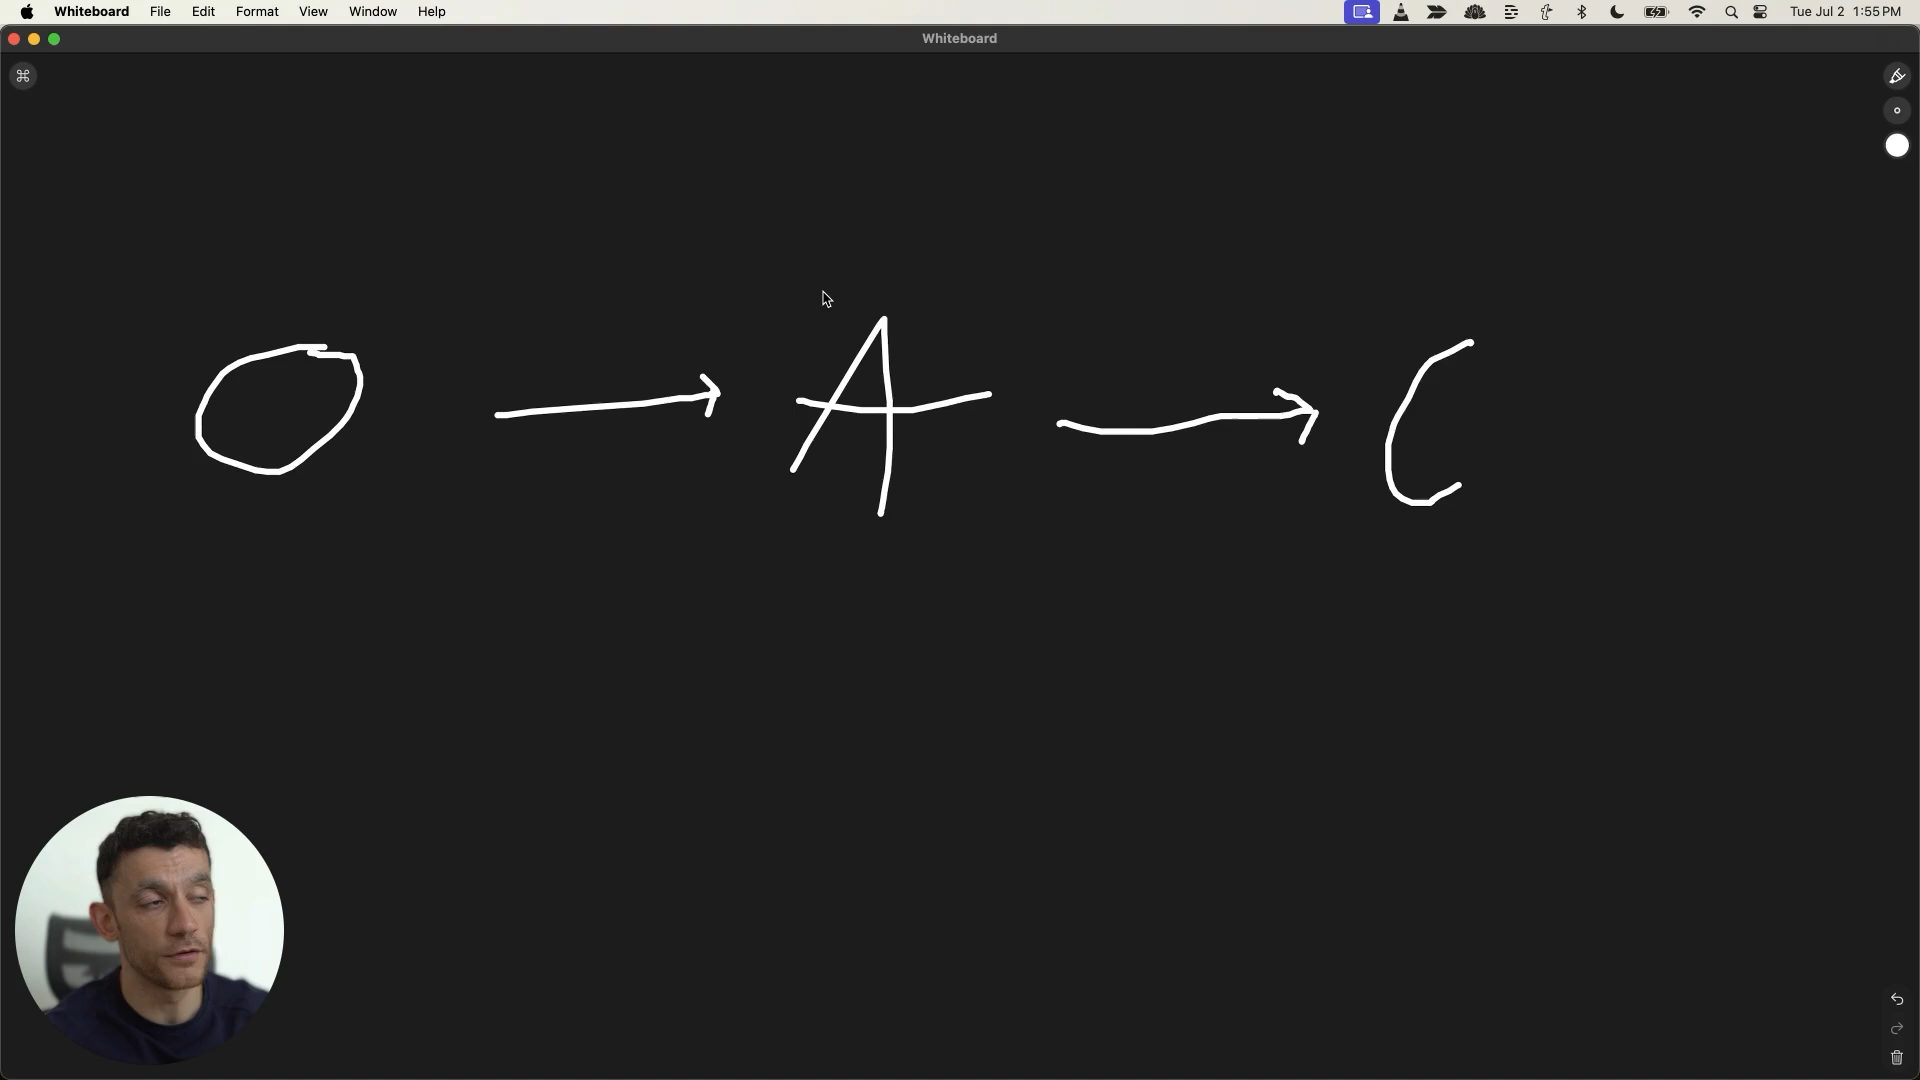 Whiteboard File Edit Format View Window Help Tue Jul 2 1:55 PM
Whiteboard
O → A → C